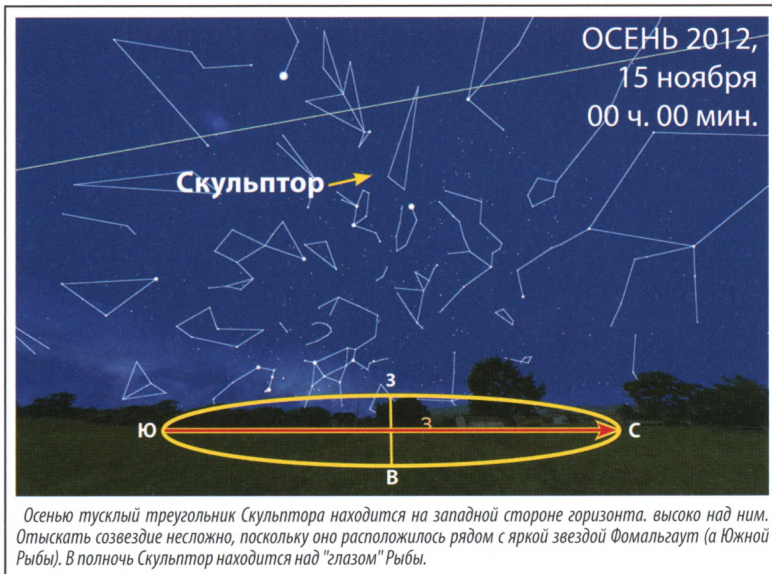 ОСЕНЬ 2012,
15 ноября
00 ч. 00 мин.
Скульптор
З
Ю
З
С
В
Осенью тусклый треугольник Скульптора находится на западной стороне горизонта. высоко над ним.
Отыскать созвездие несложно, поскольку оно расположилось рядом с яркой звездой Фомальгаут (а Южной
Рыбы). В полночь Скульптор находится над "глазом" Рыбы.